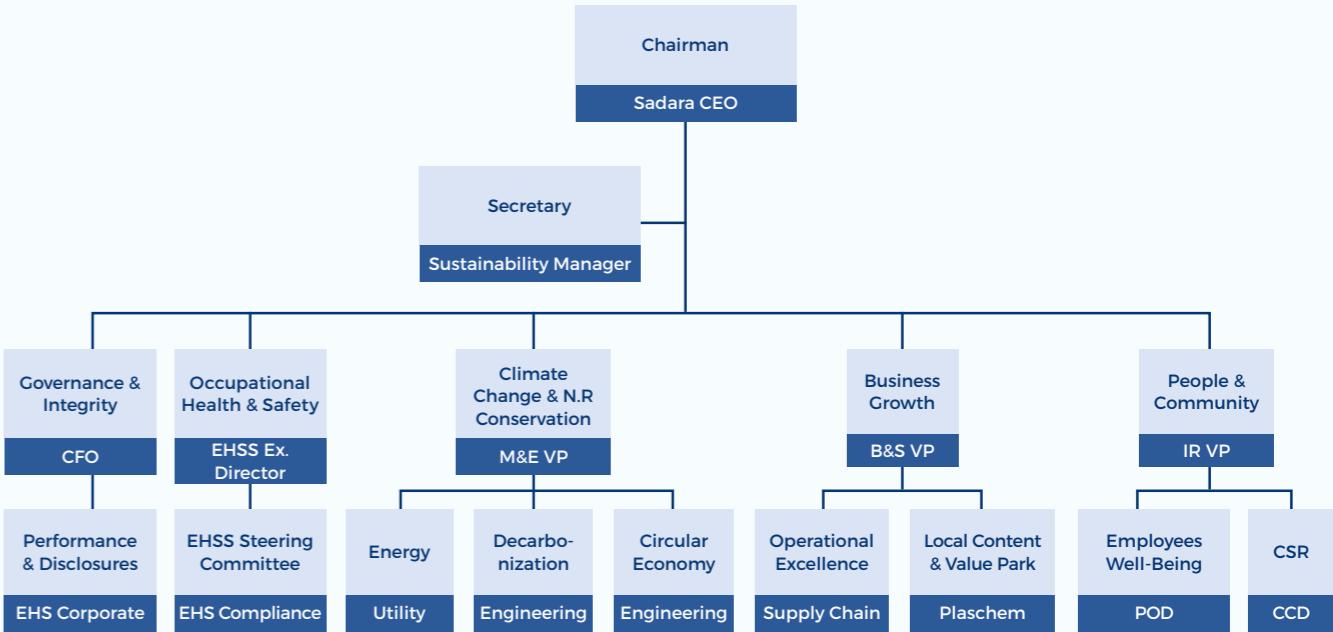 Chairman
Sadara CEO
Secretary
Sustainability Manager
Governance &
Integrity
CFO
Occupational
Health & Safety
EHSS Ex.
Director
Climate
Change & N.R
Conservation
M&E VP
Business
Growth
B&S VP
People &
Community
IR VP
Performance
& Disclosures
EHS Corporate
EHSS Steering
Committee
EHS Compliance
Energy
Utility
Decarbo-
nization
Engineering
Circular
Economy
Engineering
Operational
Excellence
Supply Chain
Local Content
& Value Park
Plaschem
Employees
Well-Being
POD
CSR
CCD